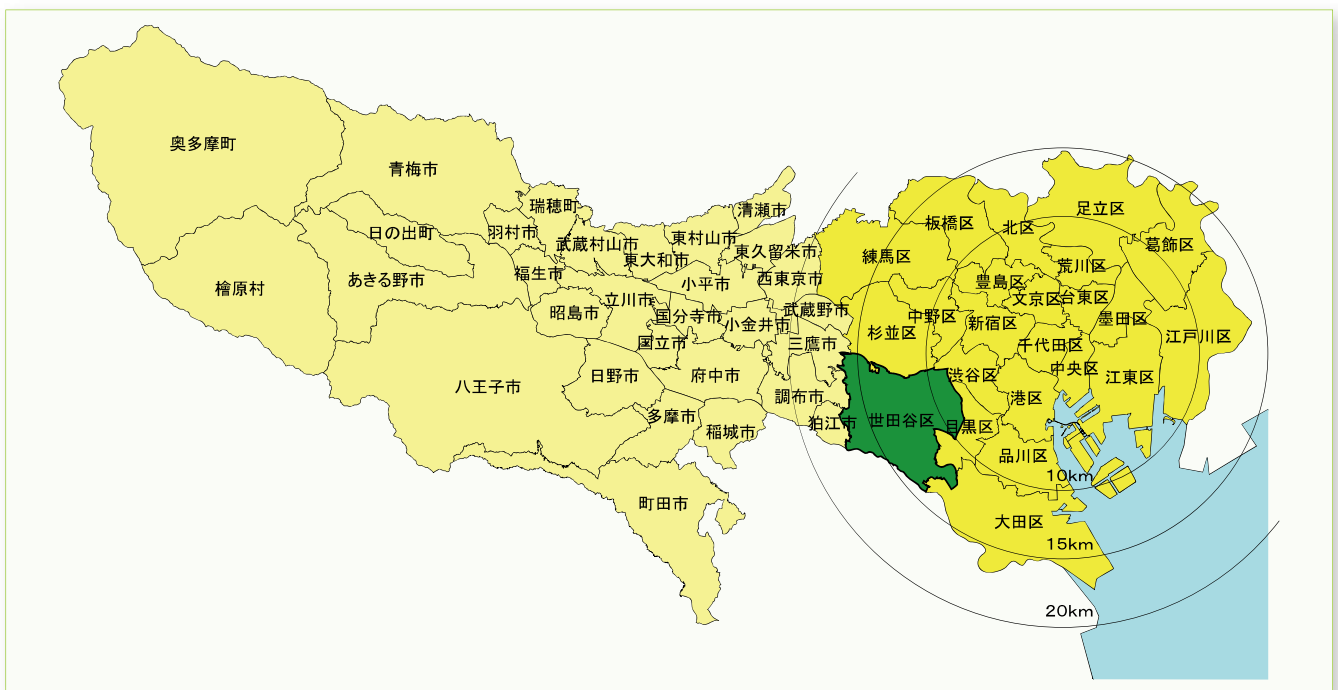 奥多摩町
青梅市
瑞穂町
清瀬市
板橋区
足立区
日の出町
羽村市
武蔵村山市
東村山市
北区
葛飾区
東大和市
東久留米市
練馬区
荒川区
檜原村
あきる野市
福生市
小平市
西東京市
豊島区
文京区
台東区
昭島市
立川市
国分寺市
小金井市
武蔵野市
中野区
新宿区
墨田区
杉並区
江戸川区
国立市
三鷹市
千代田区
八王子市
日野市
府中市
渋谷区
中央区
江東区
調布市
港区
多摩市
稲城市
狛江市
世田谷区
目黒区
品川区
10km
町田市
大田区
15km
20km